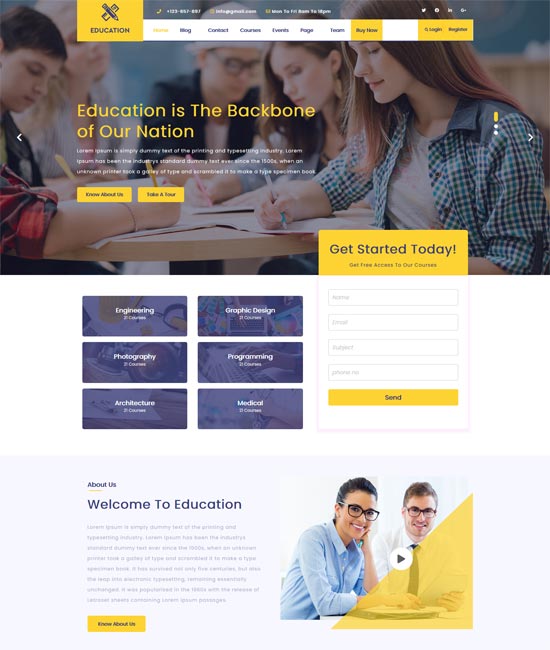 EDUCATION
+123-657-887 info@gmail.com Mon To Fri 8am To 18pm
Home Blog Contact Courses Events Page Team Buy Now Login Register
Education is The Backbone
of Our Nation
Lorem Ipsum is simply dummy text of the printing and typesetting industry. Lorem
Ipsum has been the industrys standard dummy text ever since the 1500s, when an
unknown printer took a galley of type and scrambled it to make a type specimen book.
Know About Us Take A Tour
Get Started Today!
Get Free Access To Our Courses
Name
Email
Subject
phone no
Send
Engineering
21 Courses
Graphic Design
21 Courses
Photography
21 Courses
Programming
21 Courses
Architecture
21 Courses
Medical
21 Courses
About Us
Welcome To Education
Lorem Ipsum is simply dummy text of the printing and
typesetting industry. Lorem Ipsum has been the industrys
standard dummy text ever since the 1500s, when an unknown
printer took a galley of type and scrambled it to make a type
specimen book. It has survived not only five centuries, but also
the leap into electronic typesetting, remaining essentially
unchanged. It was popularised in the 1960s with the release of
Letraset sheets containing Lorem Ipsum passages.
Know About Us